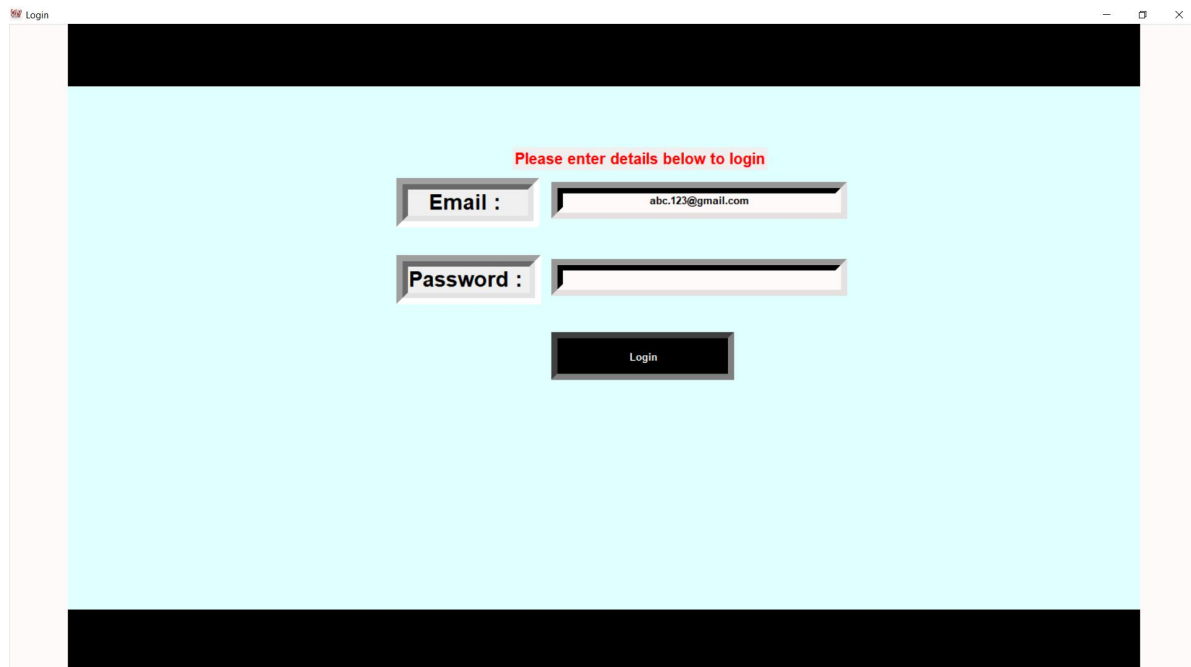 Login
Please enter details below to login
Email :
abc.123@gmail.com
Password :
Login